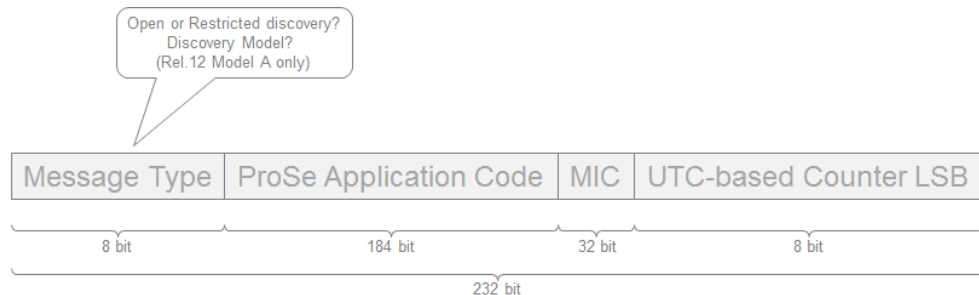 Open or Restricted discovery?
Discovery Model?
(Rel.12 Model A only)
Message Type ProSe Application Code MIC UTC-based Counter LSB
8 bit 184 bit 32 bit 8 bit
232 bit